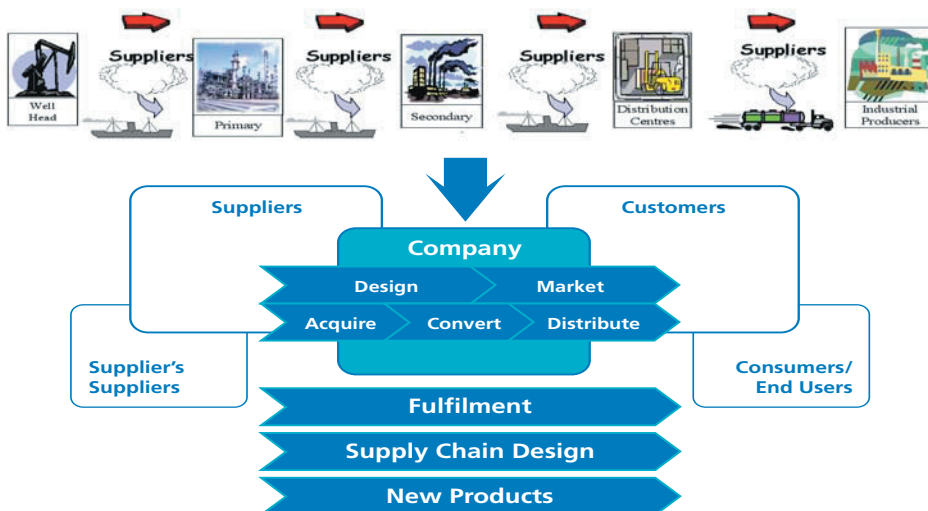 Suppliers
Suppliers
Suppliers
Suppliers
Well
Head
Primary
Secondary
Distribution
Centres
Industrial
Producers
Suppliers
Customers
Company
Design
Market
Acquire
Convert
Distribute
Supplier's
Suppliers
Consumers/
End Users
Fulfilment
Supply Chain Design
New Products